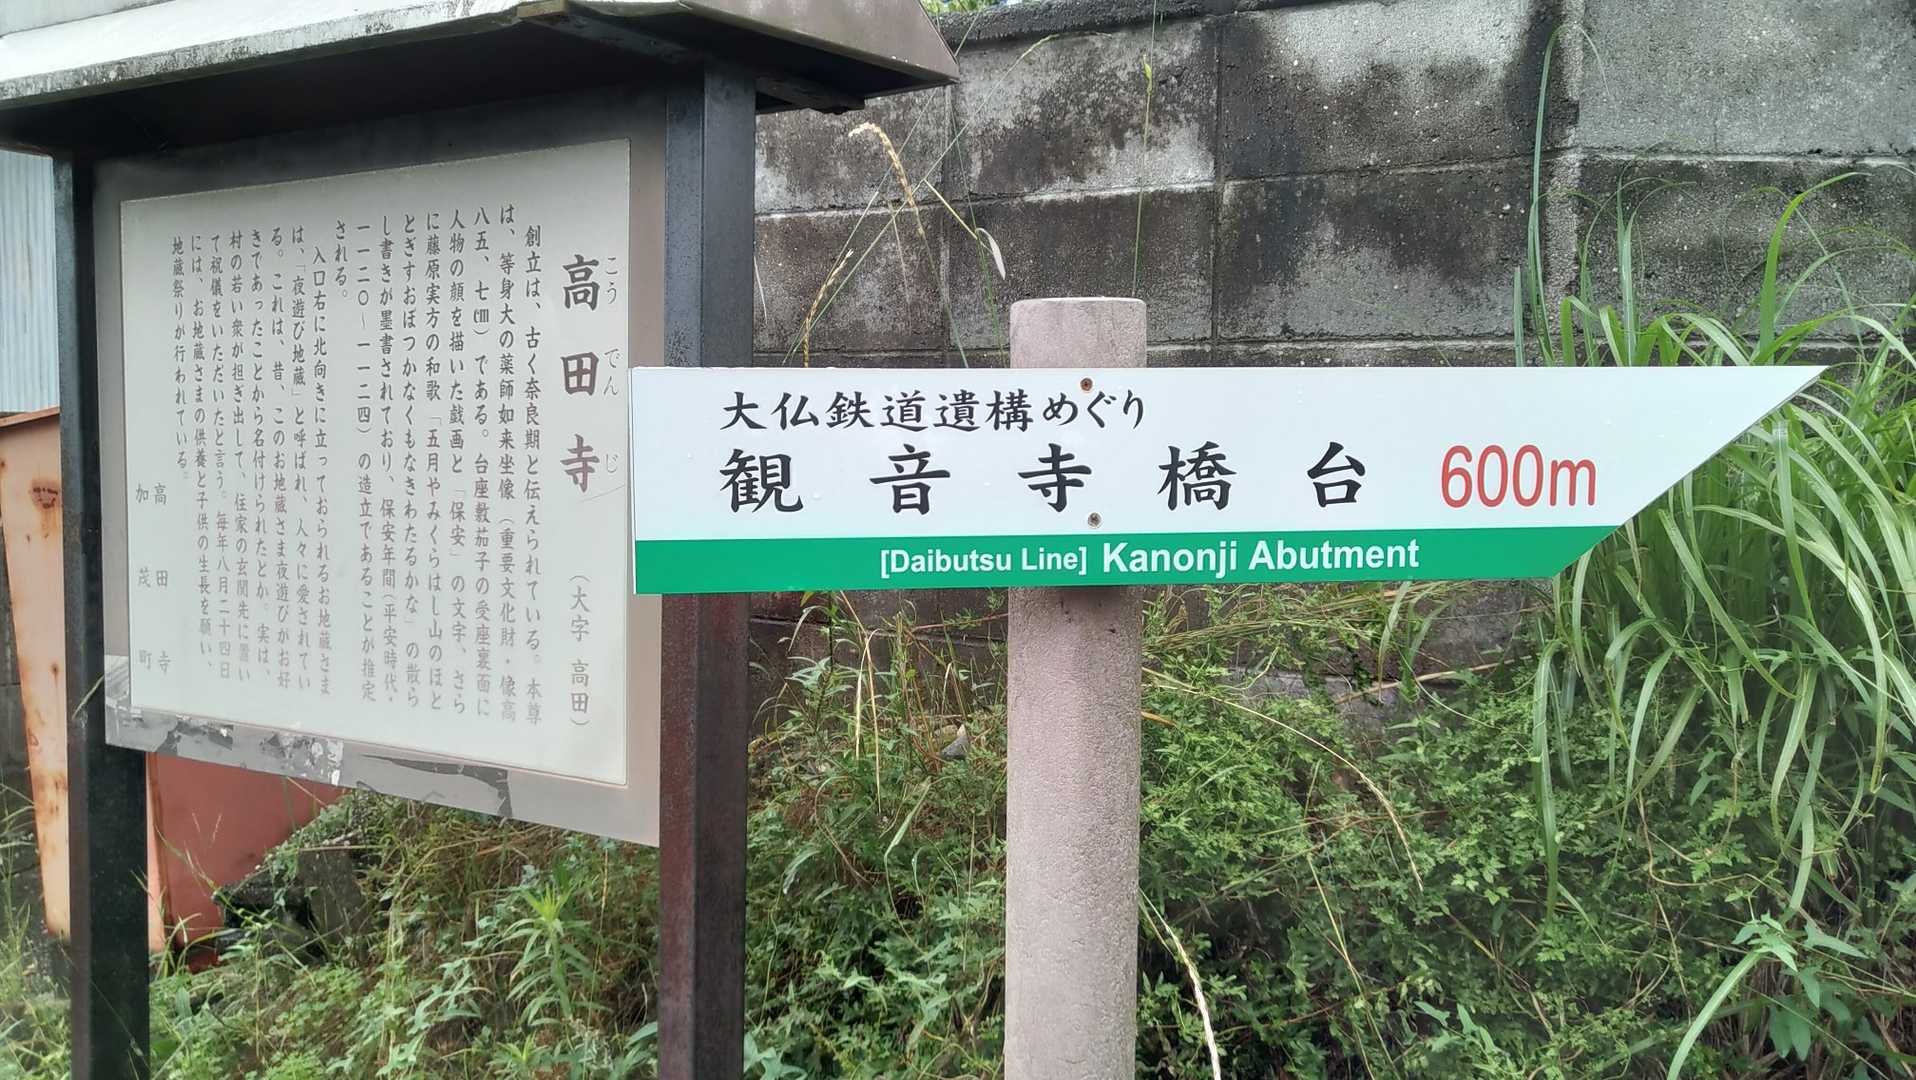 高田寺
こうでんじ
(大字 高田)
創立は、古く奈良期と伝えられている。本尊
は、等身大の薬師如来坐像(重要文化財・像高
八五、七㎝)である。台座敷茄子の受座裏面に
人物の顔を描いた戯画と「保安」の文字、さら
に藤原実方の和歌「五月やみくらはし山のほと
とぎすおぼつかなくもなきわたるかな」の散ら
し書きが墨書されており、保安年間(平安時代・
一一二〇~一一二四)の造立であることが推定
される。
入口右に北向きに立っておられるお地蔵さま
は、「夜遊び地蔵」と呼ばれ、人々に愛されてい
る。これは、昔、このお地蔵さま夜遊びがお好
きであったことから名付けられたとか。実は、
村の若い衆が担ぎ出して、住家の玄関先に置い
て祝儀をいただいたと言う。毎年八月二十四日
には、お地蔵さまの供養と子供の生長を願い、
地蔵祭りが行われている。
高田寺
加茂町
大仏鉄道遺構めぐり
観音寺橋台 600m
[Daibutsu Line] Kanonji Abutment